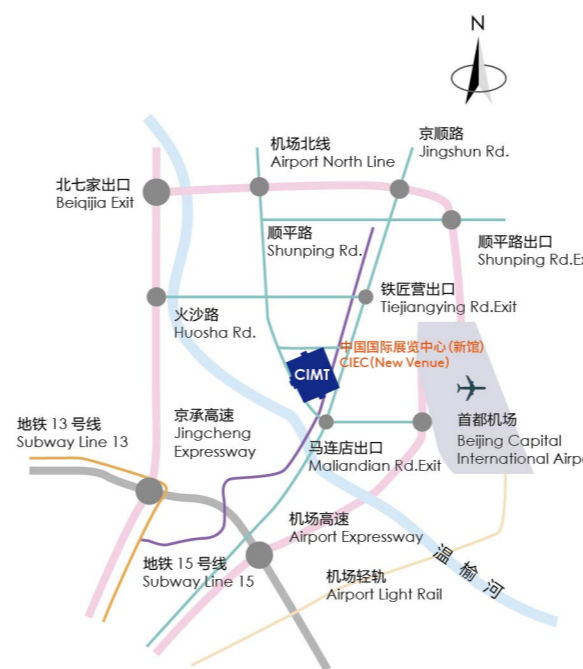 N
京顺路
Jingshun Rd.
机场北线
Airport North Line
北七家出口
Beiqijia Exit
顺平路
Shunping Rd.
顺平路出口
Shunping Rd.Ex
铁匠营出口
Tiejiangying Rd.Exit
火沙路
Huosha Rd.
中国国际展览中心(新馆)
CIEC(New Venue)
CIMT
京承高速
Jingcheng
Expressway
地铁 13 号线
Subway Line 13
首都机场
Beijing Capital
International Airpo
马连店出口
Maliandian Rd.Exit
机场高速
Airport Expressway
地铁 15 号线
Subway Line 15
机场轻轨
Airport Light Rail
温榆河